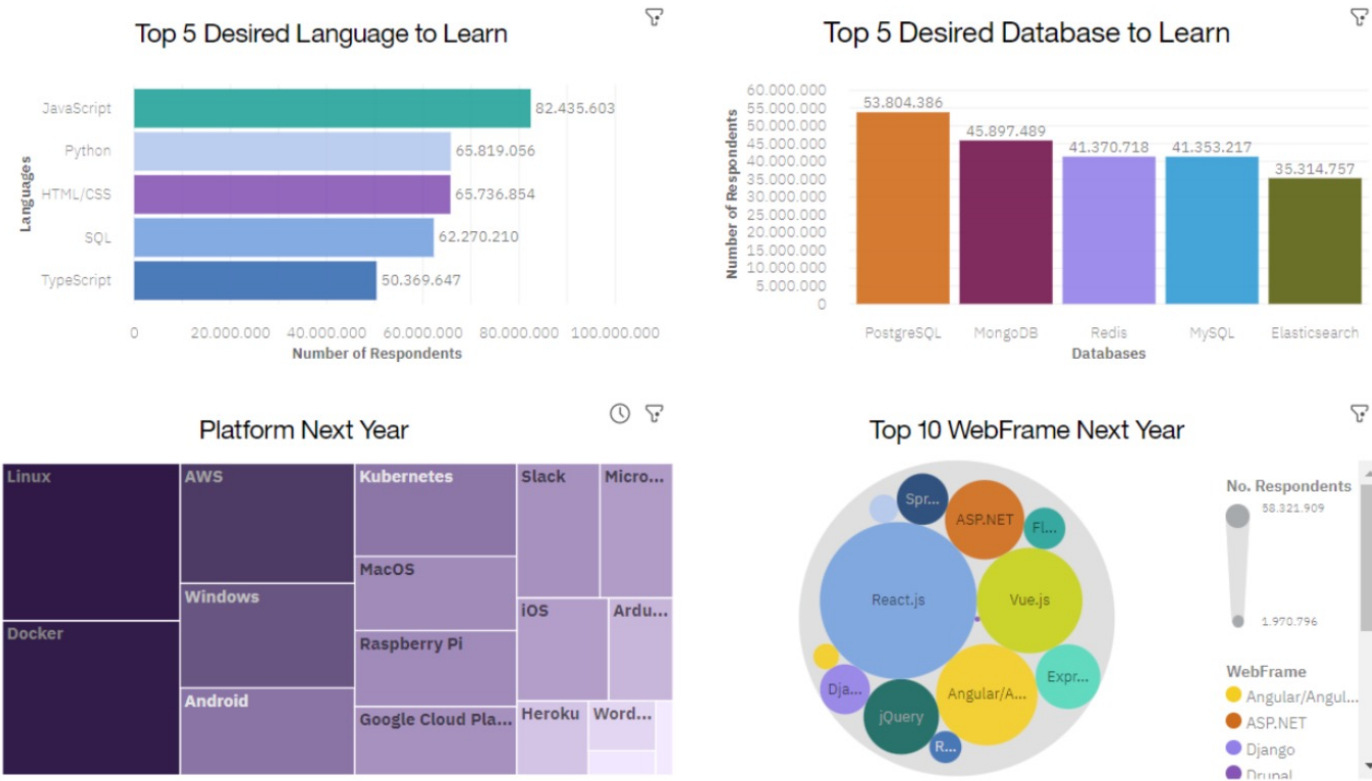 Top 5 Desired Language to Learn
Languages
JavaScript
82.435.603
Python
65.819.056
HTML/CSS
65.736.854
SQL
62.270.210
TypeScript
50.369.647
0 20.000.000 40.000.000 60.000.000 80.000.000 100.000.000
Number of Respondents
Top 5 Desired Database to Learn
Number of Respondents
60.000.000
55.000.000
50.000.000
45.000.000
40.000.000
35.000.000
30.000.000
25.000.000
20.000.000
15.000.000
10.000.000
5.000.000
0
53.804.386
45.897.489
41.370.718
41.353.217
35.314.757
PostgreSQL MongoDB Redis MySQL Elasticsearch
Databases
Platform Next Year
Linux
Docker
AWS
Windows
Android
Kubernetes
MacOS
Raspberry Pi
Google Cloud Pla...
Slack
Micro...
iOS
Ardu...
Heroku
Word...
Top 10 WebFrame Next Year
Spr...
ASP.NET
Fl...
React.js
Vue.js
Expr...
Dja...
Angular/A...
jQuery
R...
No. Respondents
58.321.909
1.970.796
WebFrame
Angular/Angul...
ASP.NET
Django
Drupal